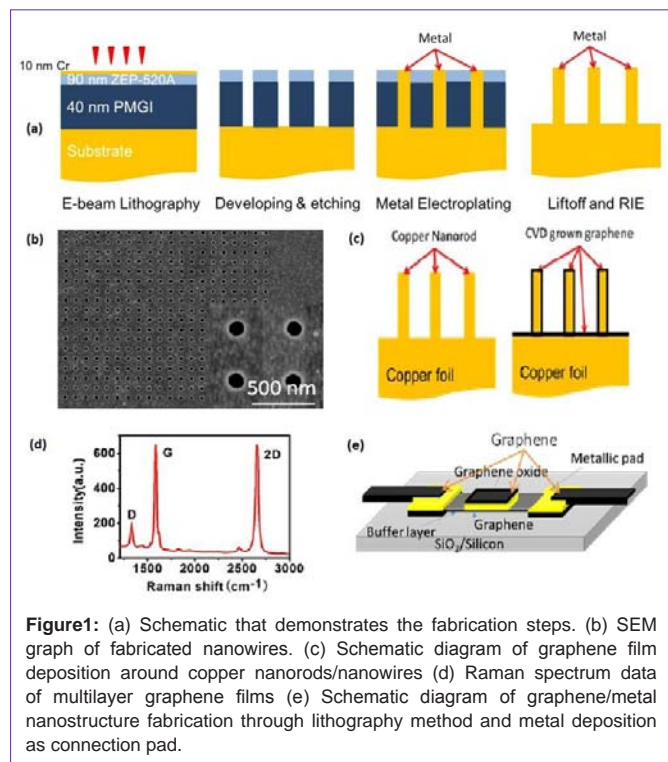 Metal
Metal
10 nm Cr
90 nm ZEP-520A
40 nm PMGI
(a)
Substrate
E-beam Lithography
Developing & etching
Metal Electroplating
Liftoff and RIE
(b)
500 nm
(c)
Copper Nanorod
CVD grown graphene
Copper foil
Copper foil
(d)
Intensity(a.u.)
600
400
200
0
D
G
2D
1500
2000
2500
3000
Raman shift (cm⁻¹)
(e)
Graphene
Graphene oxide
Metallic pad
Buffer layer
Graphene
SiO₂/Silicon
Figure1: (a) Schematic that demonstrates the fabrication steps. (b) SEM
graph of fabricated nanowires. (c) Schematic diagram of graphene film
deposition around copper nanorods/nanowires (d) Raman spectrum data
of multilayer graphene films (e) Schematic diagram of graphene/metal
nanostructure fabrication through lithography method and metal deposition
as connection pad.